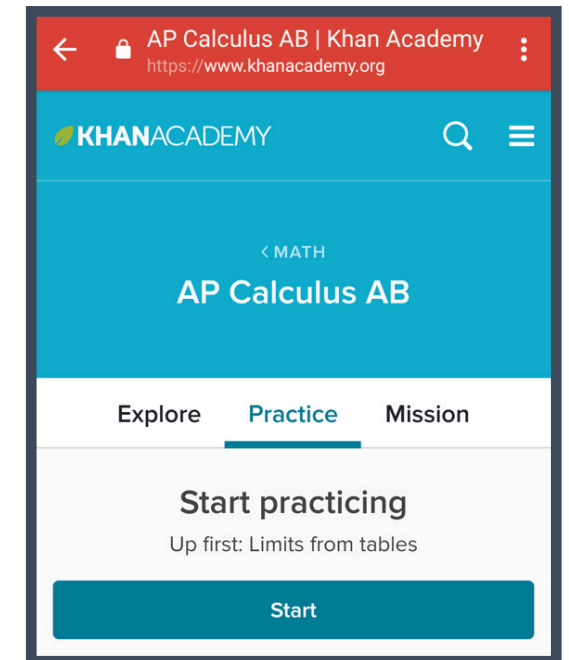 AP Calculus AB | Khan Academy
https://www.khanacademy.org
KHANACADEMY
< MATH
AP Calculus AB
Explore Practice Mission
Start practicing
Up first: Limits from tables
Start